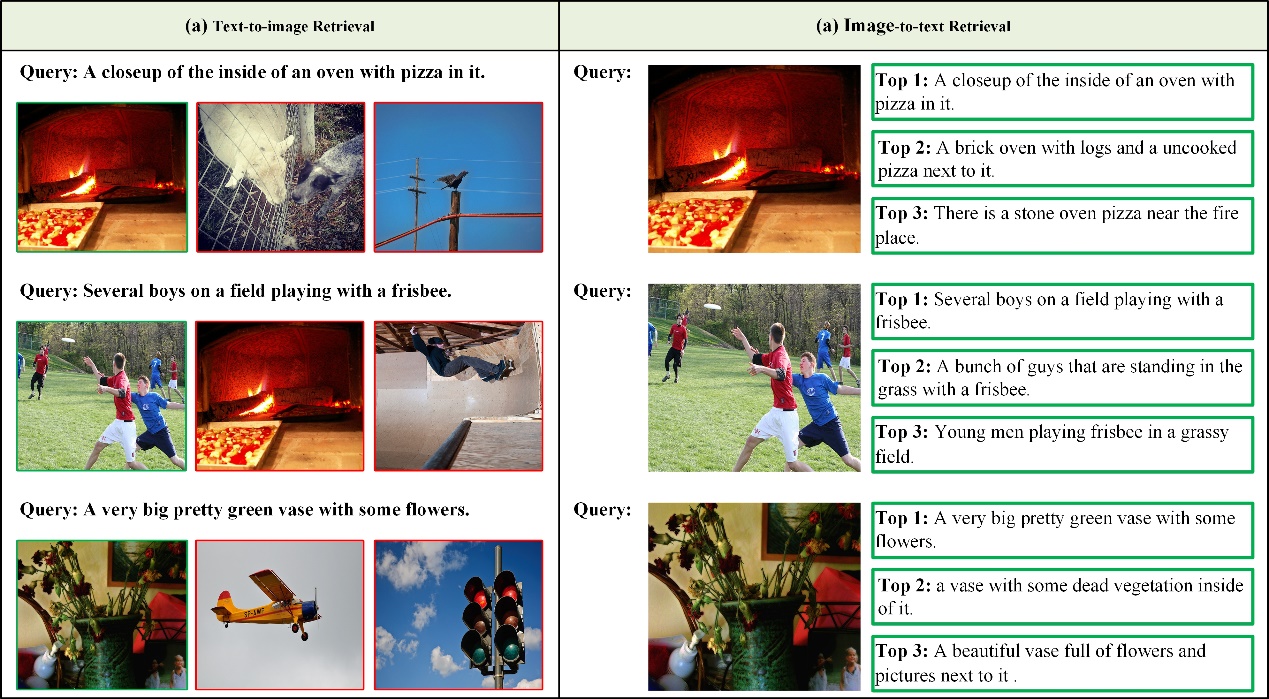 (a) Text-to-image Retrieval
Query: A closeup of the inside of an oven with pizza in it.
Query: Several boys on a field playing with a frisbee.
Query: A very big pretty green vase with some flowers.
(a) Image-to-text Retrieval
Query:
Top 1: A closeup of the inside of an oven with
pizza in it.
Top 2: A brick oven with logs and a uncooked
pizza next to it.
Top 3: There is a stone oven pizza near the fire
place.
Query:
Top 1: Several boys on a field playing with a
frisbee.
Top 2: A bunch of guys that are standing in the
grass with a frisbee.
Top 3: Young men playing frisbee in a grassy
field.
Query:
Top 1: A very big pretty green vase with some
flowers.
Top 2: a vase with some dead vegetation inside
of it.
Top 3: A beautiful vase full of flowers and
pictures next to it .